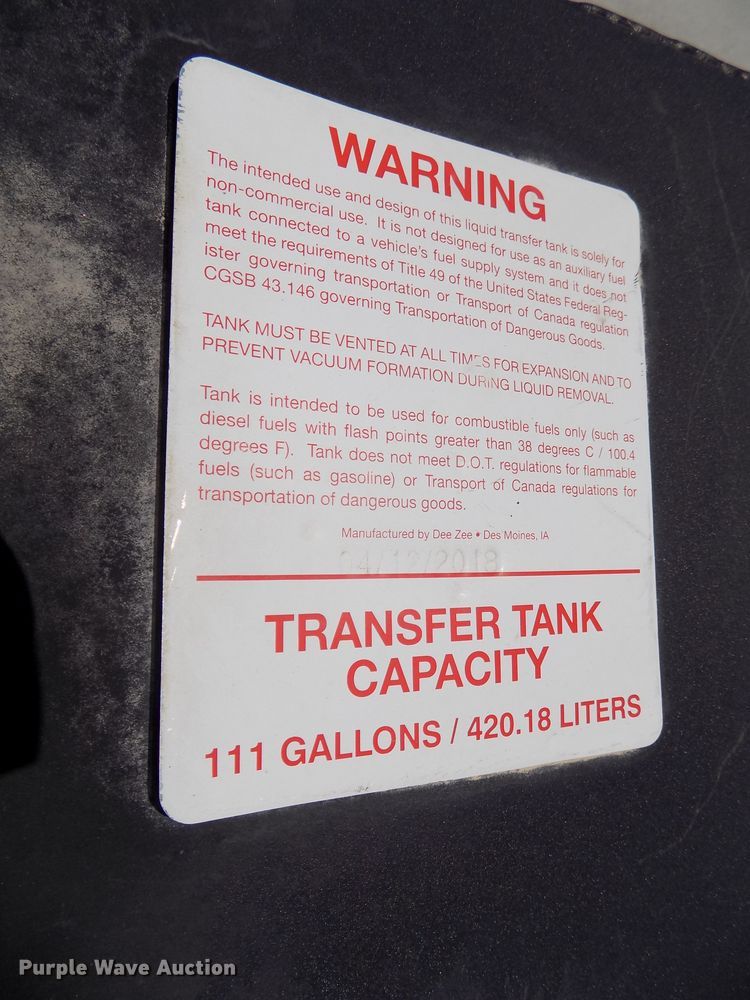 WARNING
The intended use and design of this liquid transfer tank is solely for
non-commercial use. It is not designed for use as an auxiliary fuel
tank connected to a vehicle's fuel supply system and it does not
meet the requirements of Title 49 of the United States Federal Reg-
ister governing transportation or Transport of Canada regulation
CGSB 43.146 governing Transportation of Dangerous Goods.
TANK MUST BE VENTED AT ALL TIMES FOR EXPANSION AND TO
PREVENT VACUUM FORMATION DURING LIQUID REMOVAL.
Tank is intended to be used for combustible fuels only (such as
diesel fuels with flash points greater than 38 degrees C / 100.4
degrees F). Tank does not meet D.O.T. regulations for flammable
fuels (such as gasoline) or Transport of Canada regulations for
transportation of dangerous goods.
Manufactured by Dee Zee • Des Moines, IA
04/12/2018
TRANSFER TANK
CAPACITY
111 GALLONS / 420.18 LITERS
Purple Wave Auction